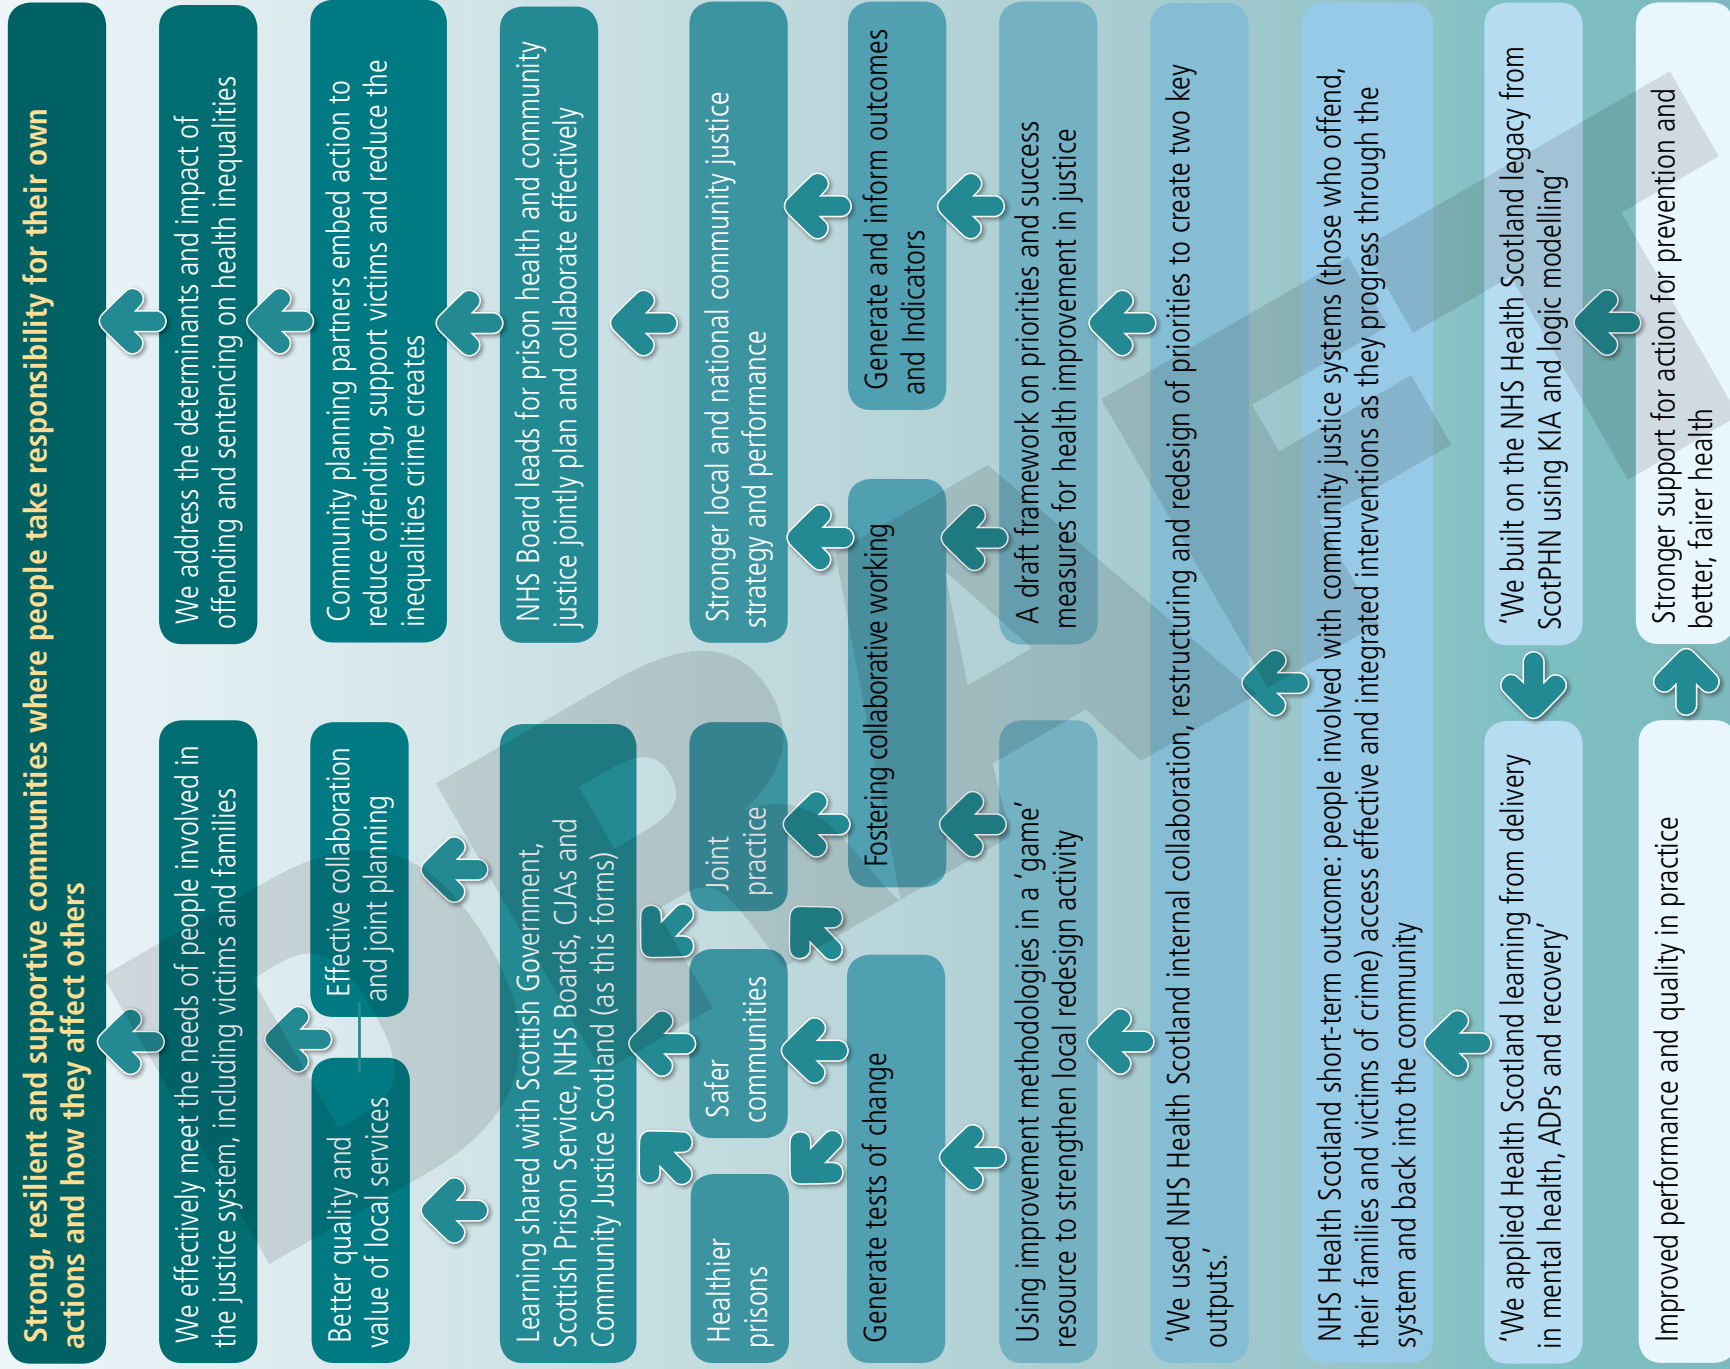 Strong, resilient and supportive communities where people take responsibility for their own
actions and how they affect others
We effectively meet the needs of people involved in
the justice system, including victims and families
We address the determinants and impact of
offending and sentencing on health inequalities
Better quality and
value of local services
Effective collaboration
and joint planning
Community planning partners embed action to
reduce offending, support victims and reduce the
inequalities crime creates
Learning shared with Scottish Government,
Scottish Prison Service, NHS Boards, CJAs and
Community Justice Scotland (as this forms)
NHS Board leads for prison health and community
justice jointly plan and collaborate effectively
Healthier
prisons
Safer
communities
Joint
practice
Stronger local and national community justice
strategy and performance
Generate tests of change
Fostering collaborative working
Generate and inform outcomes
and Indicators
Using improvement methodologies in a ‘game’
resource to strengthen local redesign activity
A draft framework on priorities and success
measures for health improvement in justice
‘We used NHS Health Scotland internal collaboration, restructuring and redesign of priorities to create two key
outputs.’
NHS Health Scotland short-term outcome: people involved with community justice systems (those who offend,
their families and victims of crime) access effective and integrated interventions as they progress through the
system and back into the community
‘We applied Health Scotland learning from delivery
in mental health, ADPs and recovery’
‘We built on the NHS Health Scotland legacy from
ScotPHN using KIA and logic modelling’
Improved performance and quality in practice
Stronger support for action for prevention and
better, fairer health
DRAFT